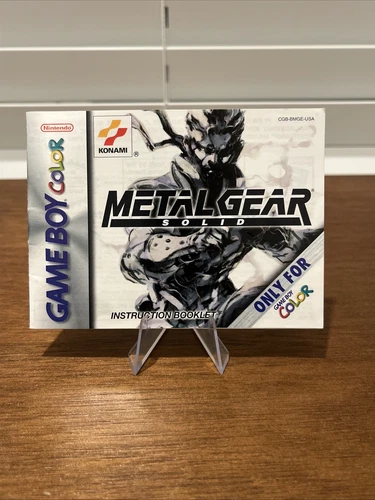 Nintendo
GAME BOY COLOR
KONAMI ®
CGB-BMGE-USA
METAL GEAR
SOLID
ONLY FOR
GAME BOY
COLOR
INSTRUCTION BOOKLET